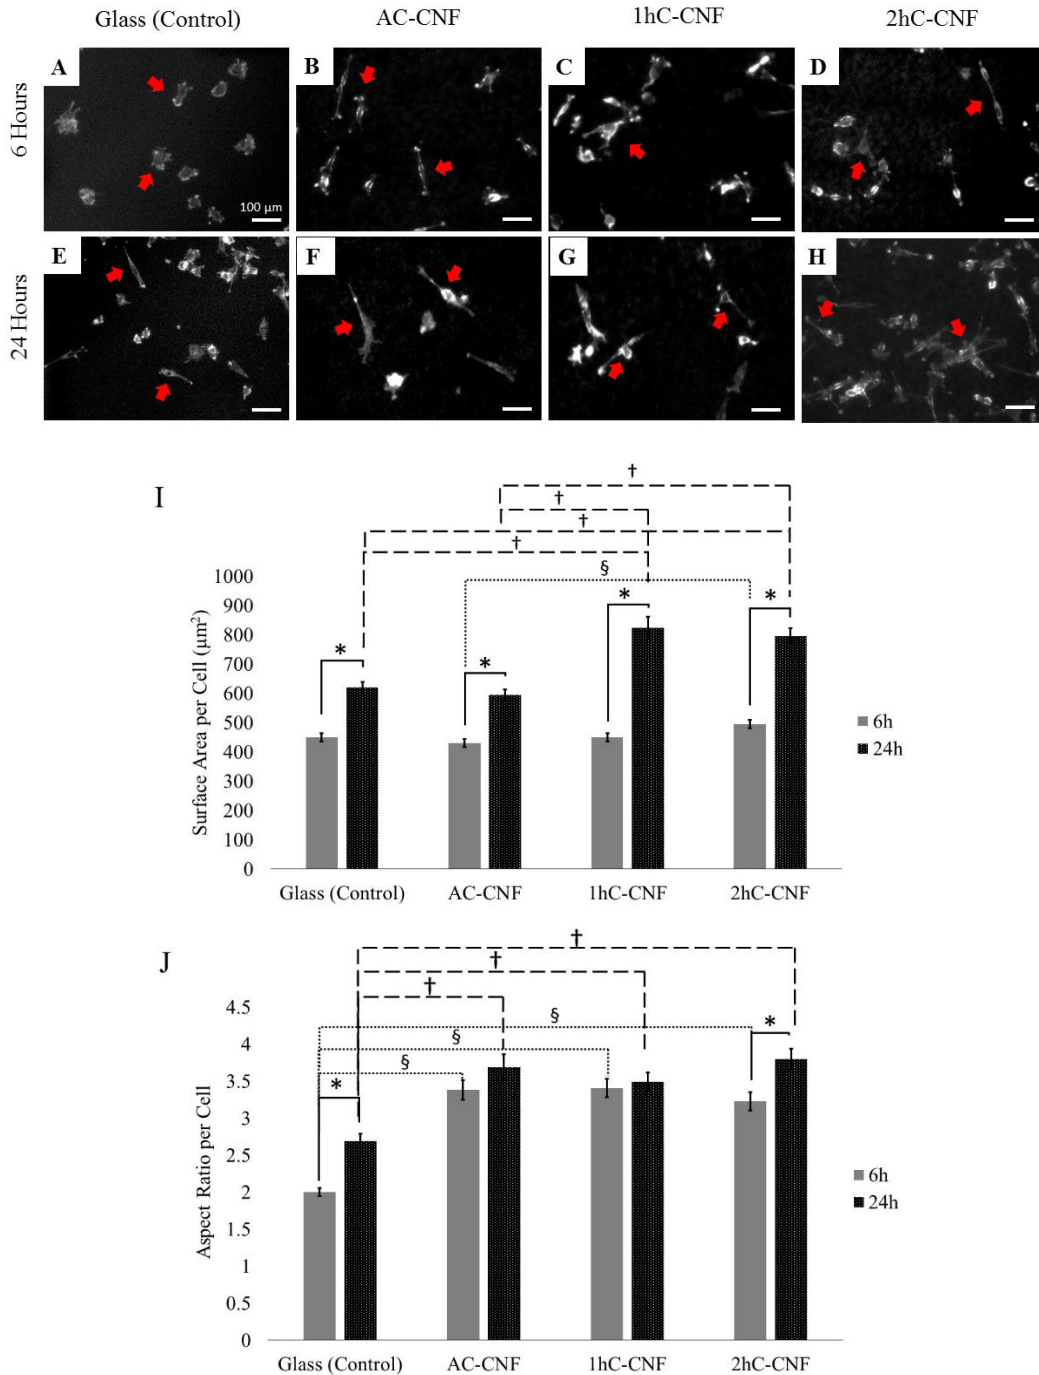 Glass (Control) AC-CNF 1hC-CNF 2hC-CNF
6 Hours
A B C D
100 µm
24 Hours
E F G H
I
†
†
†
†
§
* * * *
Surface Area per Cell (µm²)
1000
900
800
700
600
500
400
300
200
100
0
6h
24h
Glass (Control) AC-CNF 1hC-CNF 2hC-CNF
J
†
†
†
§
§
§
* *
Aspect Ratio per Cell
4.5
4
3.5
3
2.5
2
1.5
1
0.5
0
6h
24h
Glass (Control) AC-CNF 1hC-CNF 2hC-CNF